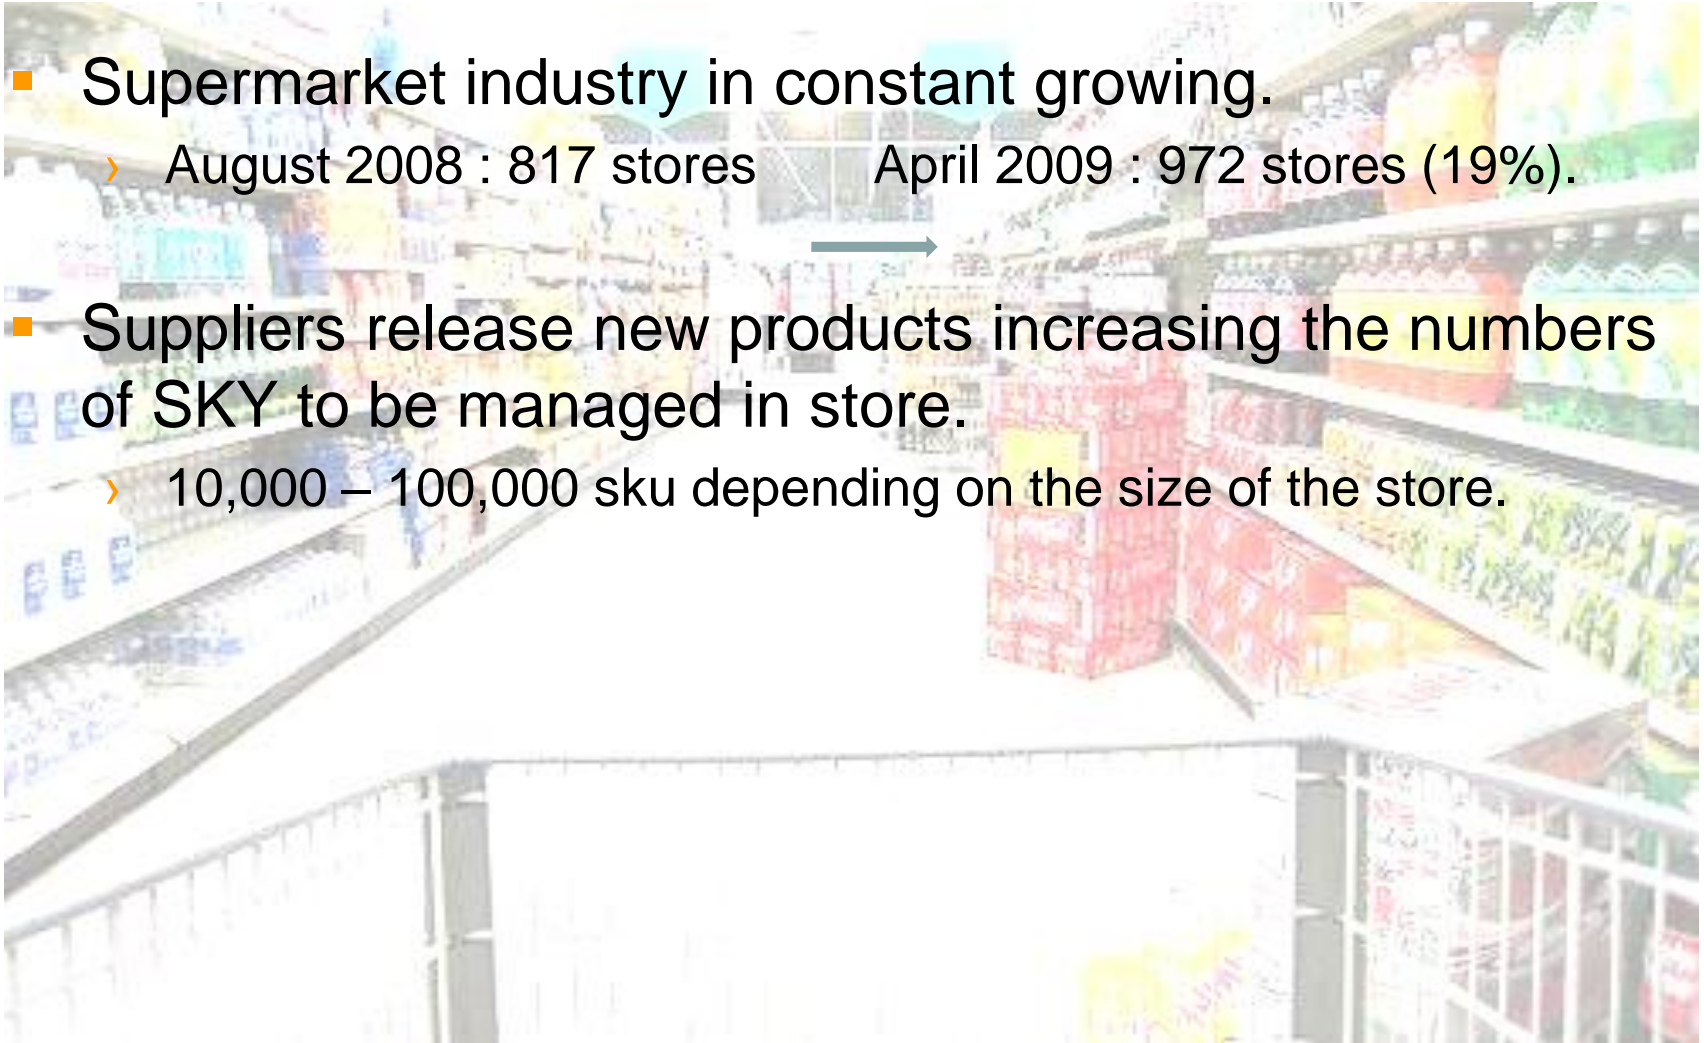 Supermarket industry in constant growing.
August 2008 : 817 stores April 2009 : 972 stores (19%).
Suppliers release new products increasing the numbers
of SKY to be managed in store.
10,000 – 100,000 sku depending on the size of the store.